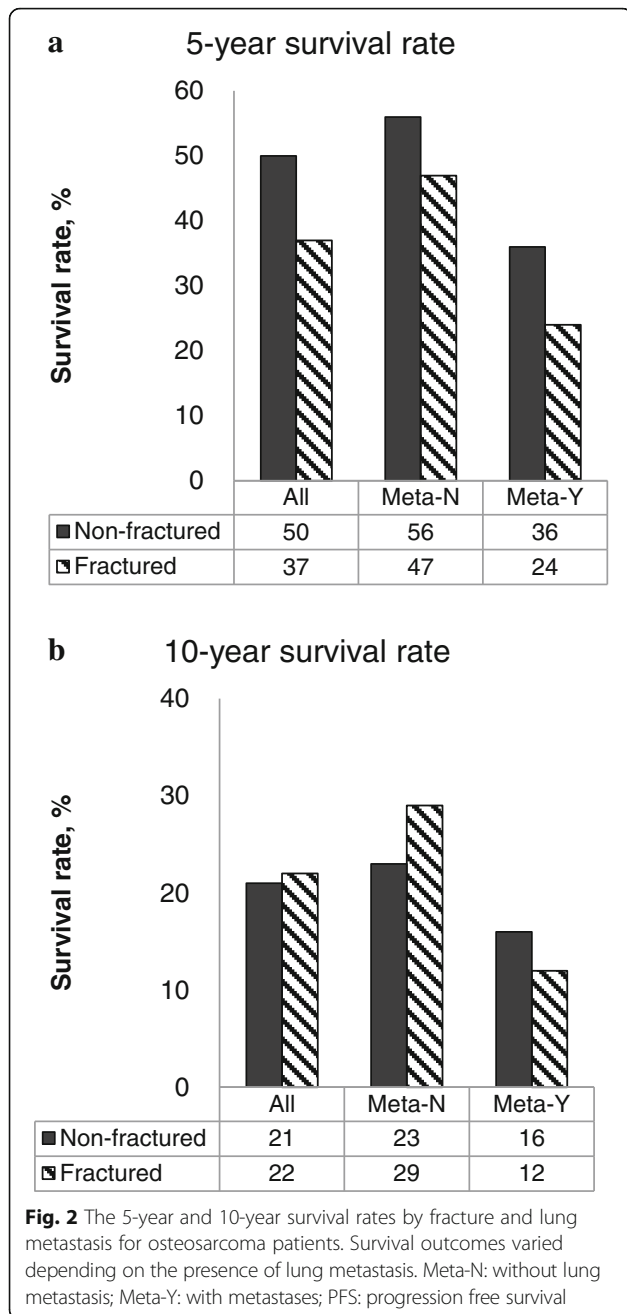 a 5-year survival rate
60
50
40
30
20
10
0
Survival rate, %
All Meta-N Meta-Y
Non-fractured 50 56 36
Fractured 37 47 24
b 10-year survival rate
40
30
20
10
0
Survival rate, %
All Meta-N Meta-Y
Non-fractured 21 23 16
Fractured 22 29 12
Fig. 2 The 5-year and 10-year survival rates by fracture and lung
metastasis for osteosarcoma patients. Survival outcomes varied
depending on the presence of lung metastasis. Meta-N: without lung
metastasis; Meta-Y: with metastases; PFS: progression free survival